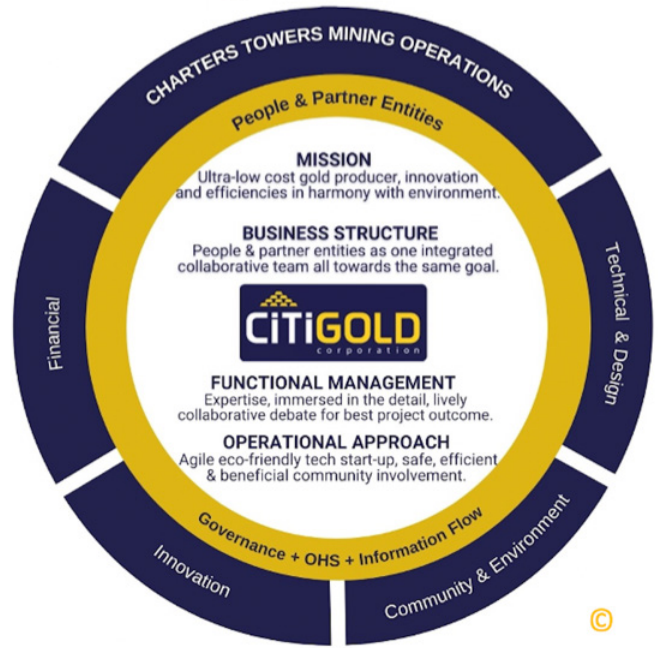 CHARTERS TOWERS MINING OPERATIONS
People & Partner Entities
MISSION
Ultra-low cost gold producer, innovation
and efficiencies in harmony with environment.
BUSINESS STRUCTURE
People & partner entities as one integrated
collaborative team all towards the same goal.
CiTiGOLD
corporation
FUNCTIONAL MANAGEMENT
Expertise, immersed in the detail, lively
collaborative debate for best project outcome.
OPERATIONAL APPROACH
Agile eco-friendly tech start-up, safe, efficient
& beneficial community involvement.
Governance + OHS + Information Flow
Financial
Technical & Design
Innovation
Community & Environment
©